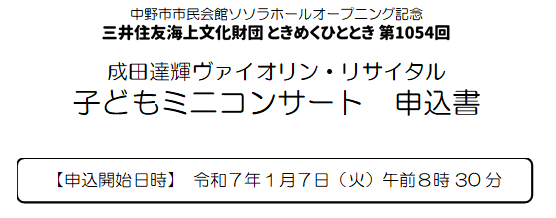 中野市市民会館ソソラホールオープニング記念
三井住友海上文化財団 ときめくひととき 第1054回
成田達輝ヴァイオリン・リサイタル
子どもミニコンサート　申込書
【申込開始日時】 令和７年１月７日（火）午前８時 30 分